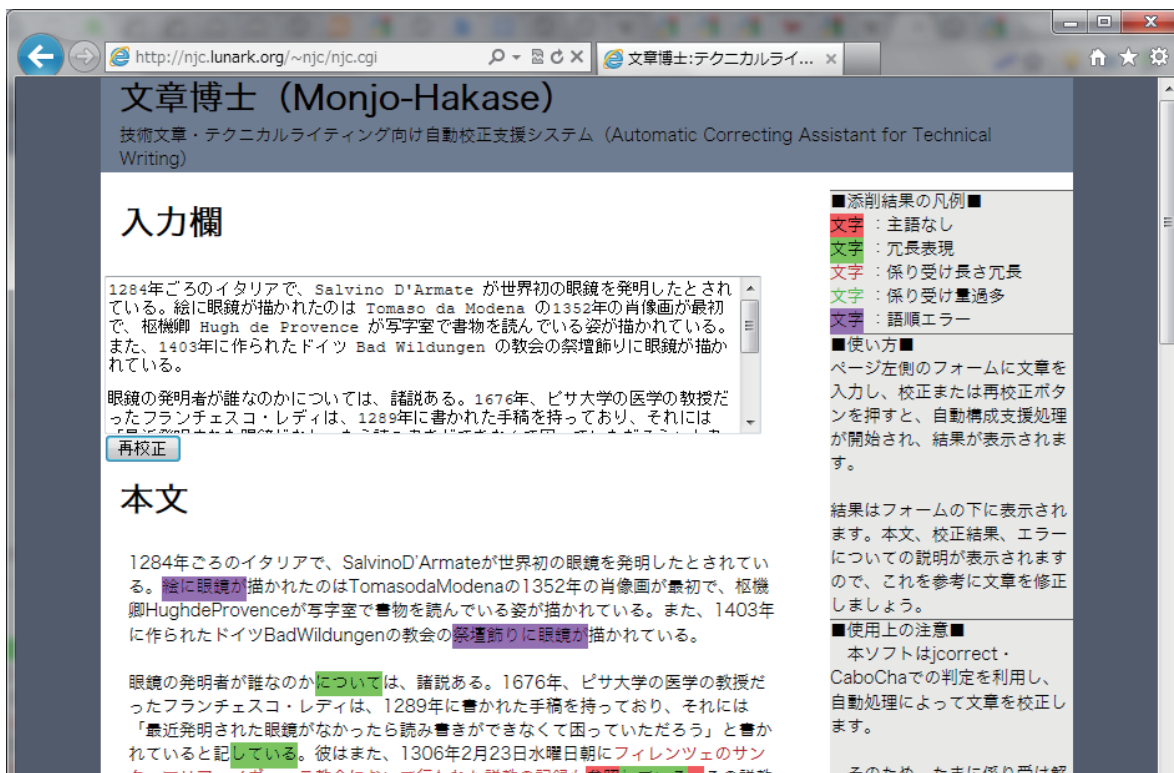 http://njc.lunark.org/~njc/njc.cgi
文章博士:テクニカルライ...
文章博士（Monjo-Hakase）
技術文章・テクニカルライティング向け自動校正支援システム（Automatic Correcting Assistant for Technical
Writing）
入力欄
1284年ごろのイタリアで、Salvino D'Armate が世界初の眼鏡を発明したとされ
ている。絵に眼鏡が描かれたのは Tomaso da Modena の1352年の肖像画が最初
で、枢機卿 Hugh de Provence が写字室で書物を読んでいる姿が描かれている。
また、1403年に作られたドイツ Bad Wildungen の教会の祭壇飾りに眼鏡が描か
れている。
眼鏡の発明者が誰なのかについては、諸説ある。1676年、ピサ大学の医学の教授だ
ったフランチェスコ・レディは、1289年に書かれた手稿を持っており、それには
再校正
本文
1284年ごろのイタリアで、SalvinoD'Armateが世界初の眼鏡を発明したとされてい
る。絵に眼鏡が描かれたのはTomasodaModenaの1352年の肖像画が最初で、枢機
卿HughdeProvenceが写字室で書物を読んでいる姿が描かれている。また、1403年
に作られたドイツBadWildungenの教会の祭壇飾りに眼鏡が描かれている。
眼鏡の発明者が誰なのかについては、諸説ある。1676年、ピサ大学の医学の教授だ
ったフランチェスコ・レディは、1289年に書かれた手稿を持っており、それには
「最近発明された眼鏡がなかったら読み書きができなくて困っていただろう」と書か
れていると記している。彼はまた、1306年2月23日水曜日朝にフィレンツェのサン
■添削結果の凡例■
文字：主語なし
文字：冗長表現
文字：係り受け長さ冗長
文字：係り受け量過多
文字：語順エラー
■使い方■
ページ左側のフォームに文章を
入力し、校正または再校正ボタ
ンを押すと、自動構成支援処理
が開始され、結果が表示されま
す。
結果はフォームの下に表示され
ます。本文、校正結果、エラー
についての説明が表示されます
ので、これを参考に文章を修正
しましょう。
■使用上の注意■
本ソフトはjcorrect・
CaboChaでの判定を利用し、
自動処理によって文章を校正し
ます。